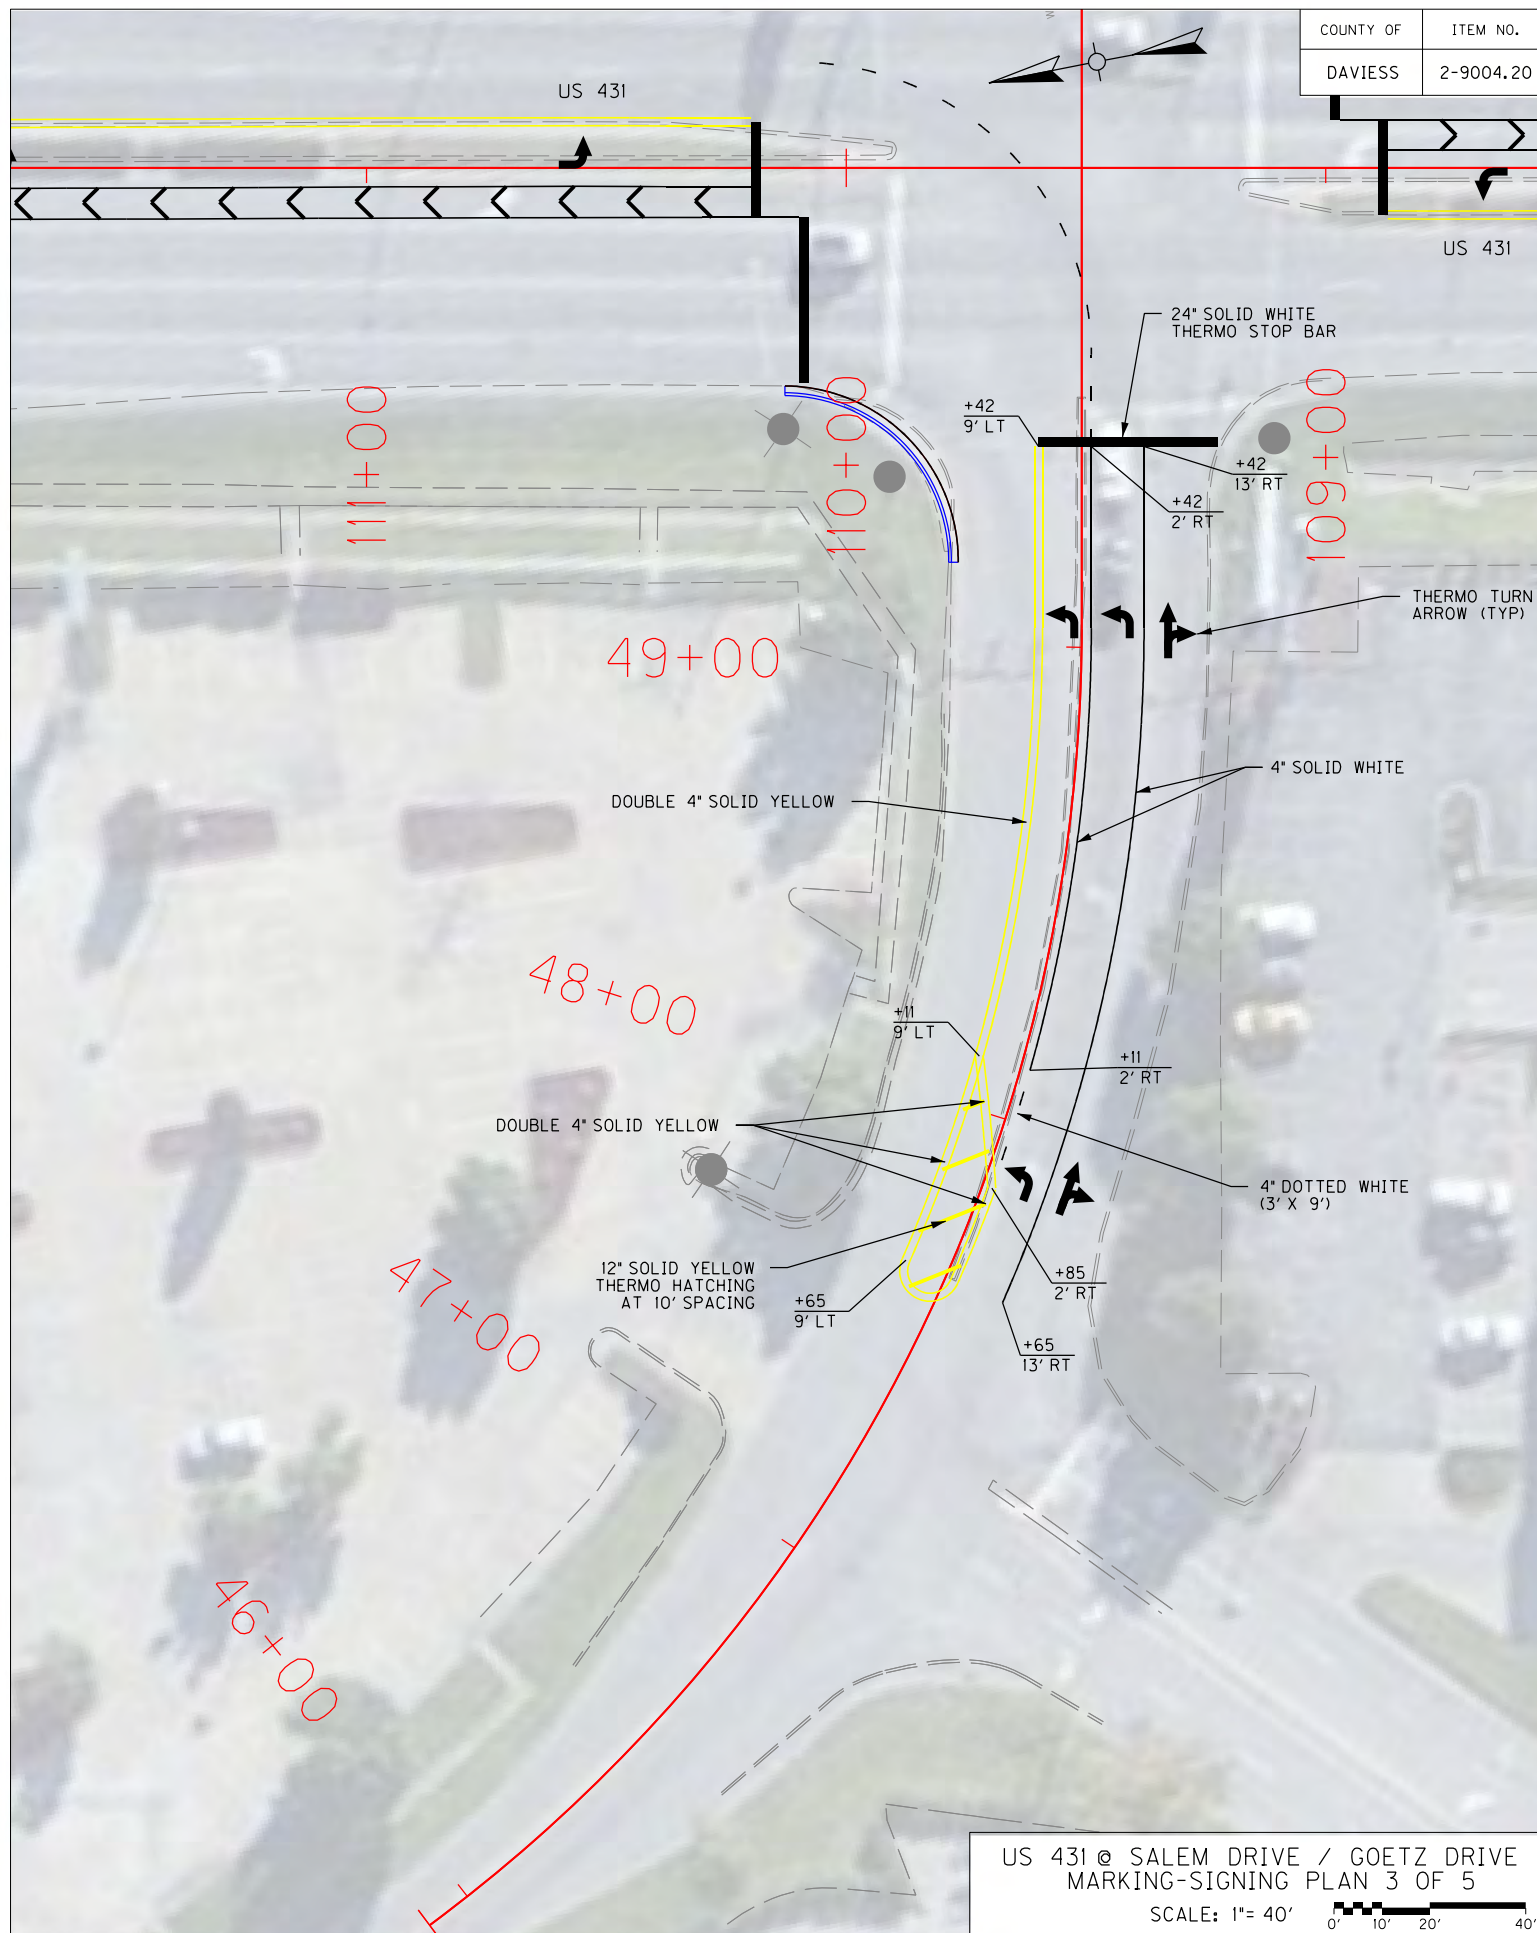 COUNTY OF
ITEM NO.
DAVIESS
2-9004.20
US 431
US 431
24" SOLID WHITE
THERMO STOP BAR
+42
9' LT
+42
13' RT
+42
2' RT
11+00
110+00
109+00
THERMO TURN
ARROW (TYP)
49+00
4" SOLID WHITE
DOUBLE 4" SOLID YELLOW
48+00
+11
9' LT
+11
2' RT
DOUBLE 4" SOLID YELLOW
4" DOTTED WHITE
(3' X 9')
12" SOLID YELLOW
THERMO HATCHING
AT 10' SPACING
+65
9' LT
+85
2' RT
47+00
+65
13' RT
46+00
US 431 @ SALEM DRIVE / GOETZ DRIVE
MARKING-SIGNING PLAN 3 OF 5
SCALE: 1"= 40'
0' 10' 20' 40'